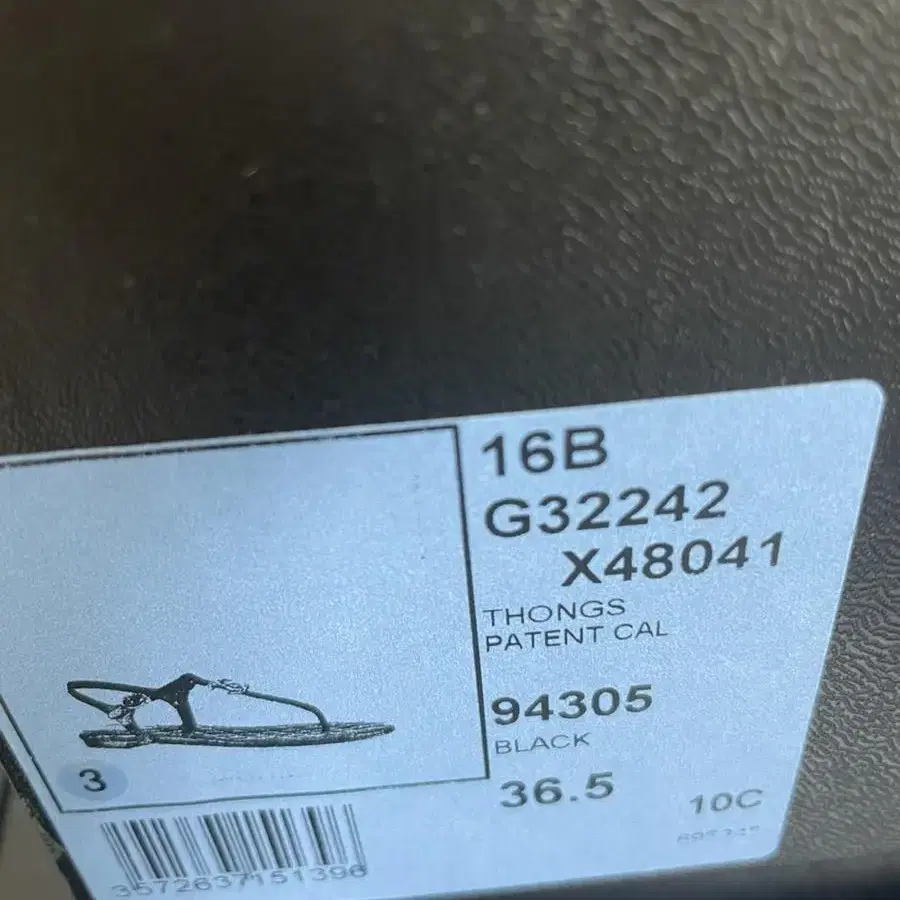 16B
G32242
X48041
THONGS
PATENT CAL
94305
BLACK
36.5
10C
3
3572637151396